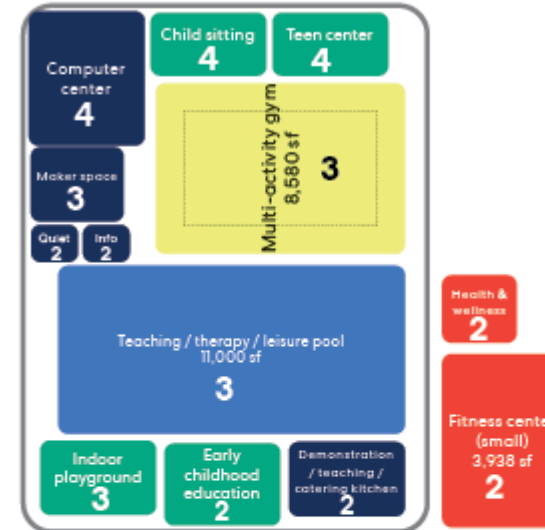 Child sitting
4
Teen center
4
Computer
center
4
Multi-activity gym
8,580 sf
3
Maker space
3
Quiet
2
Info
2
Teaching / therapy / leisure pool
11,000 sf
3
Health &
wellness
2
Fitness cente
(small)
3,938 sf
2
Indoor
playground
3
Early
childhood
education
2
Demonstration
/ teaching /
catering kitchen
2